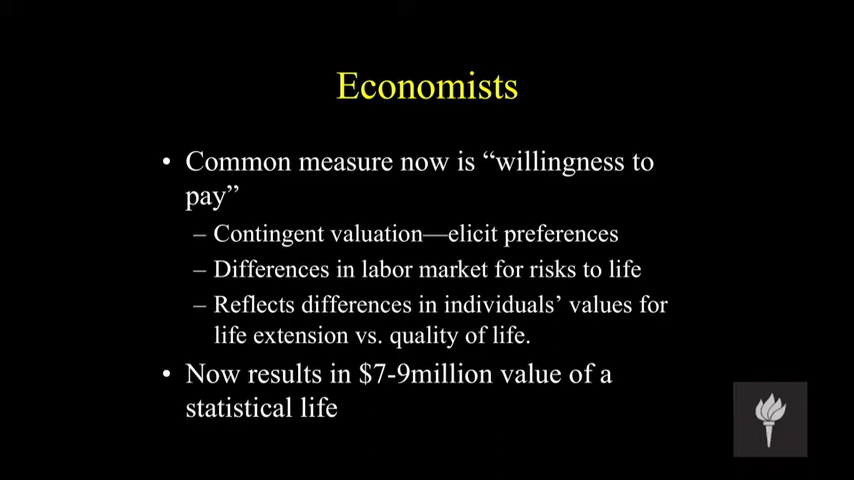 Economists
• Common measure now is “willingness to
pay”
– Contingent valuation—elicit preferences
– Differences in labor market for risks to life
– Reflects differences in individuals’ values for
life extension vs. quality of life.
• Now results in $7-9million value of a
statistical life